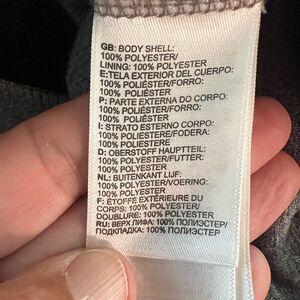 GB: BODY SHELL:
100% POLYESTER/
LINING: 100% POLYESTER
E:TELA EXTERIOR DEL CUERPO:
100% POLIÉSTER/FORRO:
100% POLIÉSTER
P: PARTE EXTERNA DO CORPO:
100% POLIÉSTER/FORRO:
100% POLIÉSTER
I: STRATO ESTERNO CORPO:
100% POLIESTERE/FODERA:
100% POLIESTERE
D: OBERSTOFF HAUPTTEIL:
100% POLYESTER/FUTTER:
100% POLYESTER
NL: BUITENKANT LIJF:
100% POLYESTER/VOERING:
100% POLYESTER
F: ÉTOFFE EXTÉRIEURE DU
CORPS: 100% POLYESTER/
DOUBLURE: 100% POLYESTER
RU: ВЕРХ ЛИФА: 100% ПОЛИЭСТЕР/
ПОДКЛАДКА: 100% ПОЛИЭСТЕР